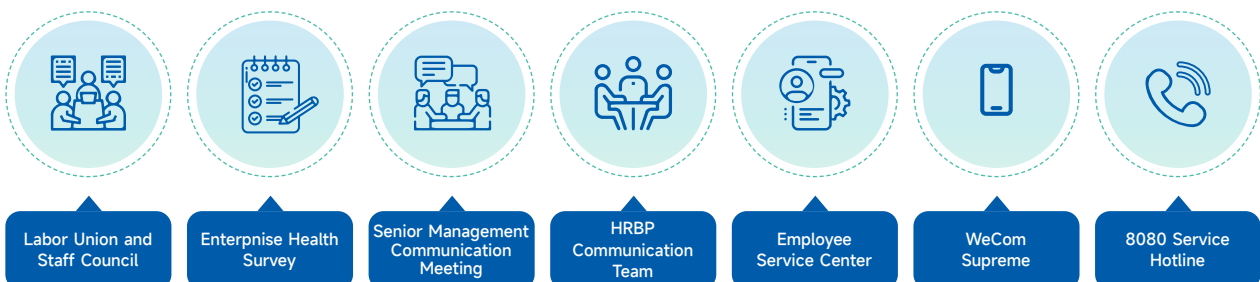 Labor Union and
Staff Council
Enterpnise Health
Survey
Senior Management
Communication
Meeting
HRBP
Communication
Team
Employee
Service Center
WeCom
Supreme
8080 Service
Hotline